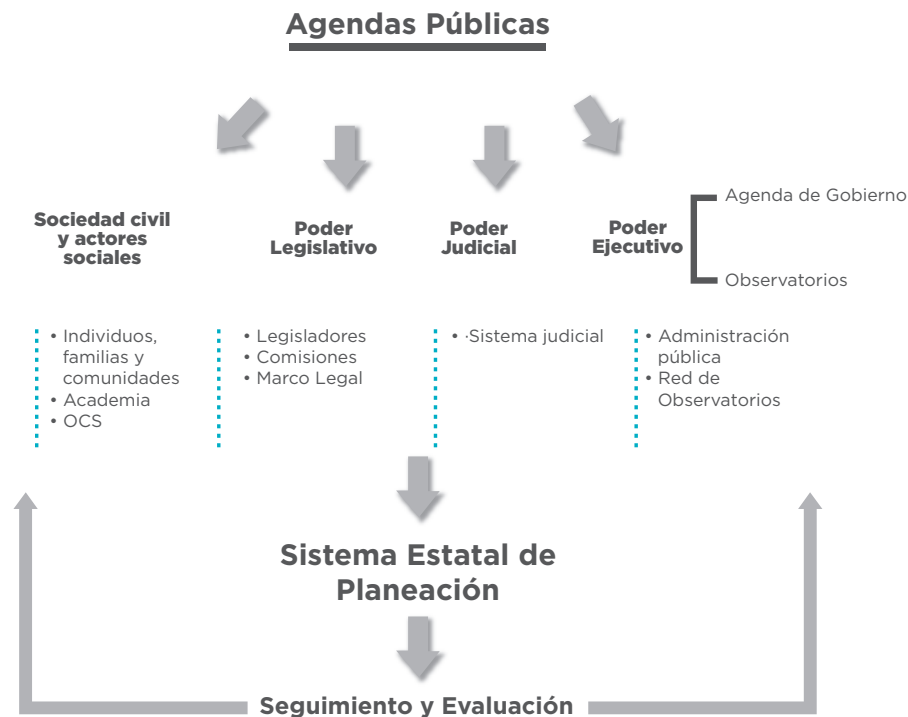 Agendas Públicas
Sociedad civil
y actores
sociales
Poder
Legislativo
Poder
Judicial
Poder
Ejecutivo
Agenda de Gobierno
Observatorios
• Individuos,
familias y
comunidades
• Academia
• OCS
• Legisladores
• Comisiones
• Marco Legal
• ·Sistema judicial
• Administración
pública
• Red de
Observatorios
Sistema Estatal de
Planeación
Seguimiento y Evaluación